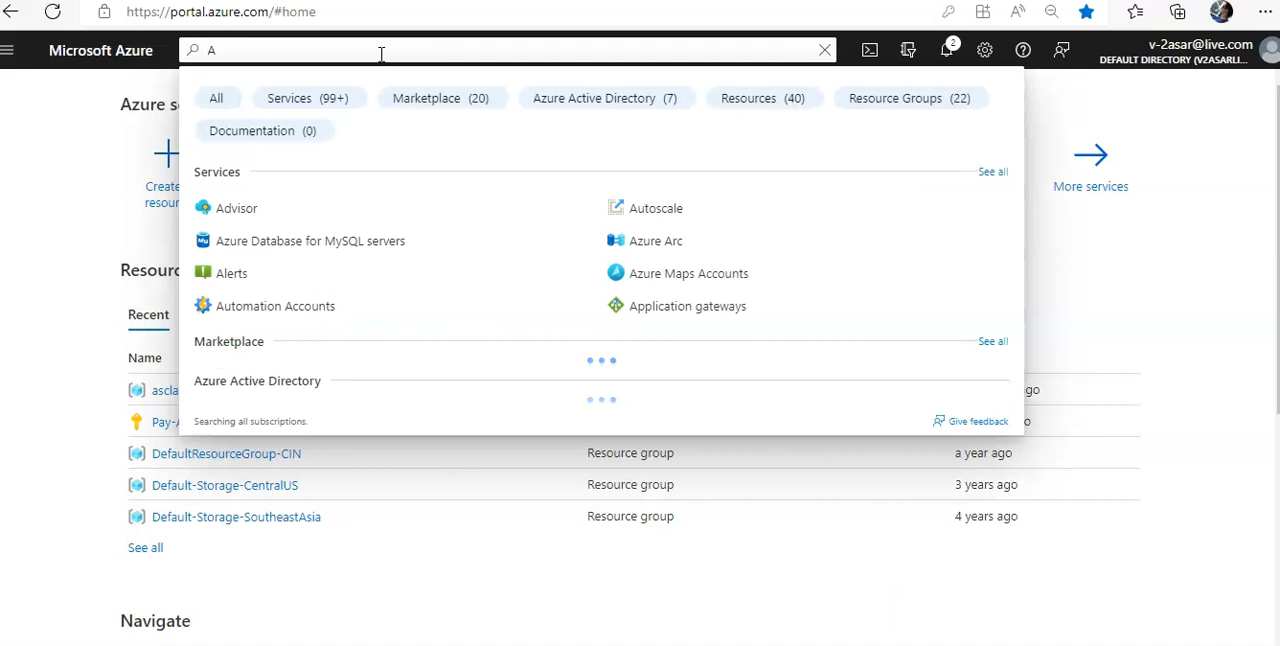 https://portal.azure.com/#home
Microsoft Azure
A
2
v-2asar@live.com
DEFAULT DIRECTORY (V2ASARLI...
All
Services (99+)
Marketplace (20)
Azure Active Directory (7)
Resources (40)
Resource Groups (22)
Documentation (0)
Azure s
Create
resour
More services
Services
See all
Advisor
Autoscale
Azure Database for MySQL servers
Azure Arc
Alerts
Azure Maps Accounts
Automation Accounts
Application gateways
Marketplace
See all
Azure Active Directory
Searching all subscriptions.
Give feedback
Resourc
Recent
Name
ascla
go
Pay-A
o
DefaultResourceGroup-CIN
Resource group
a year ago
Default-Storage-CentralUS
Resource group
3 years ago
Default-Storage-SoutheastAsia
Resource group
4 years ago
See all
Navigate